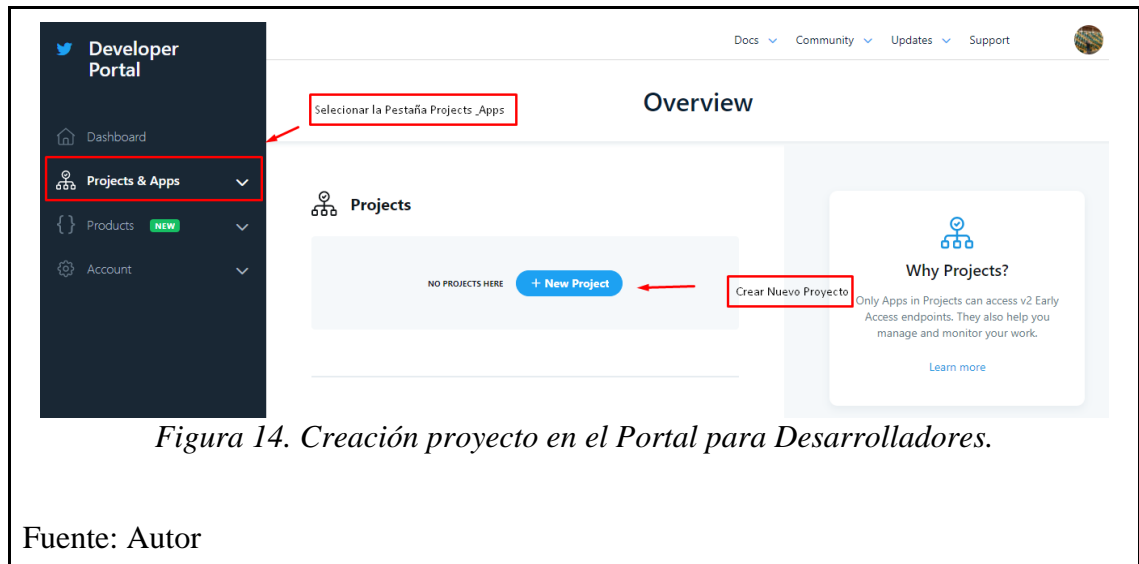 Developer
Portal
Docs Community Updates Support
Selecionar la Pestaña Projects _Apps
Overview
Dashboard
Projects & Apps
Products NEW
Account
Projects
NO PROJECTS HERE + New Project
Crear Nuevo Proyecto
Why Projects?
Only Apps in Projects can access v2 Early
Access endpoints. They also help you
manage and monitor your work.
Learn more
Figura 14. Creación proyecto en el Portal para Desarrolladores.
Fuente: Autor